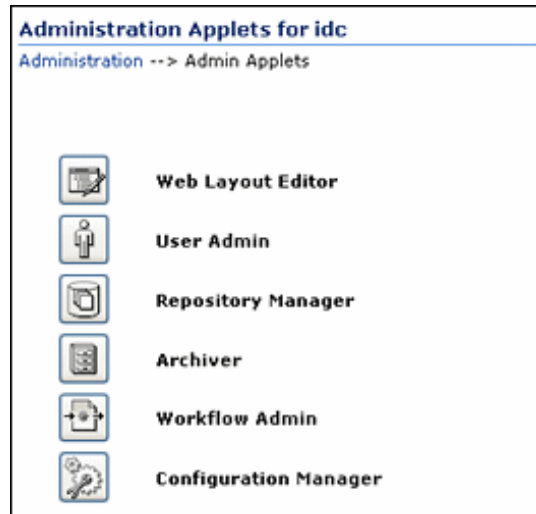 Administration Applets for idc
Administration --> Admin Applets
Web Layout Editor
User Admin
Repository Manager
Archiver
Workflow Admin
Configuration Manager